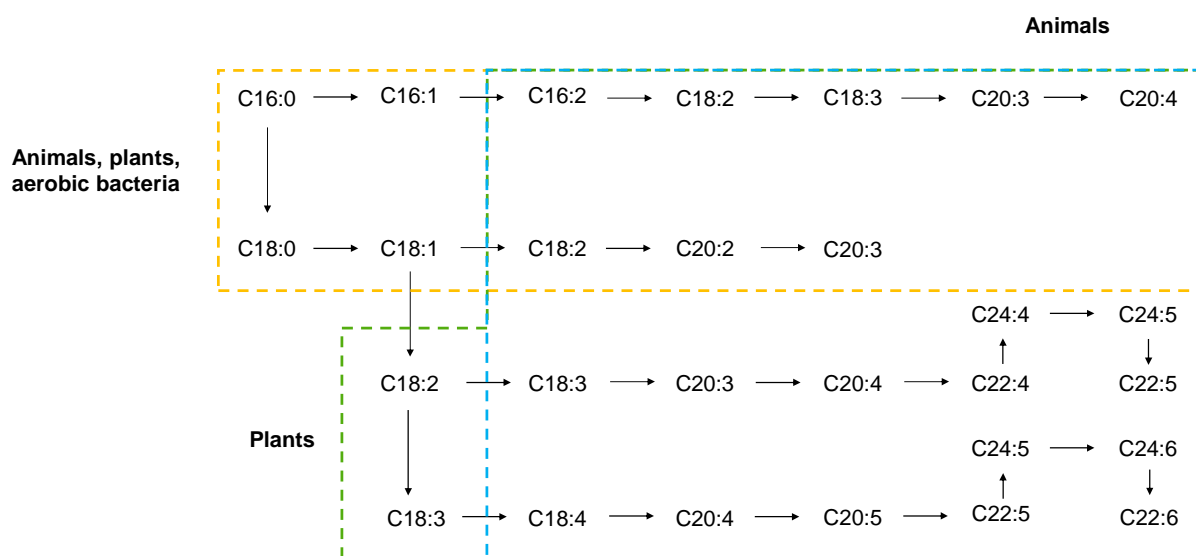 Animals
C16:0 C16:1 C16:2 C18:2 C18:3 C20:3 C20:4
Animals, plants,
aerobic bacteria
C18:0 C18:1 C18:2 C20:2 C20:3
C24:4 C24:5
C18:2 C18:3 C20:3 C20:4 C22:4 C22:5
Plants
C24:5 C24:6
C18:3 C18:4 C20:4 C20:5 C22:5 C22:6